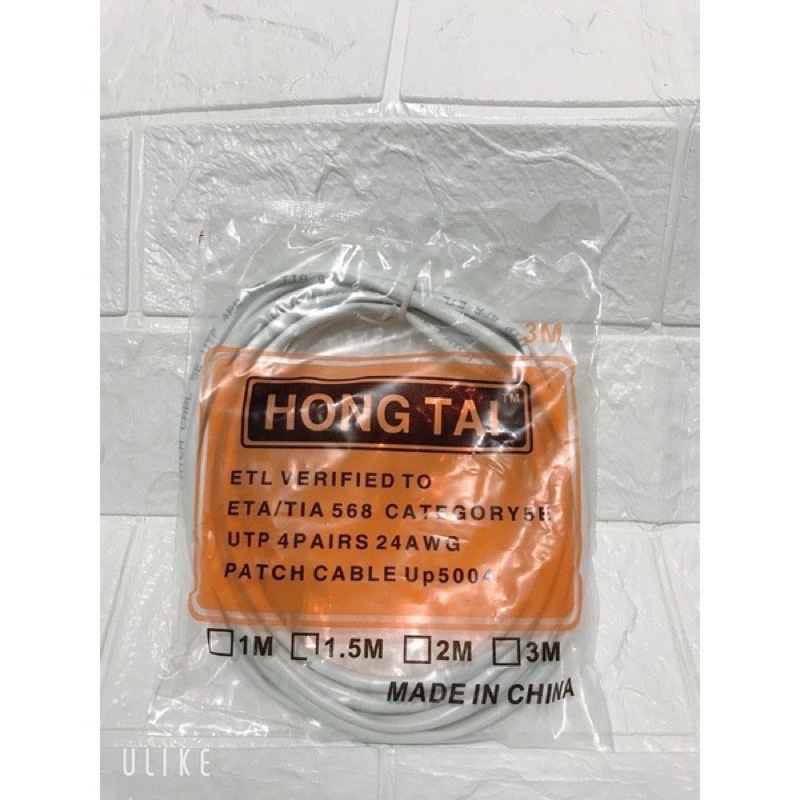 3M
HONG TAI™
ETL VERIFIED TO
ETA/TIA 568 CATEGORY5E
UTP 4PAIRS 24AWG
PATCH CABLE Up5004
☐1M ☐1.5M ☐2M ☐3M
MADE IN CHINA
ULIKE